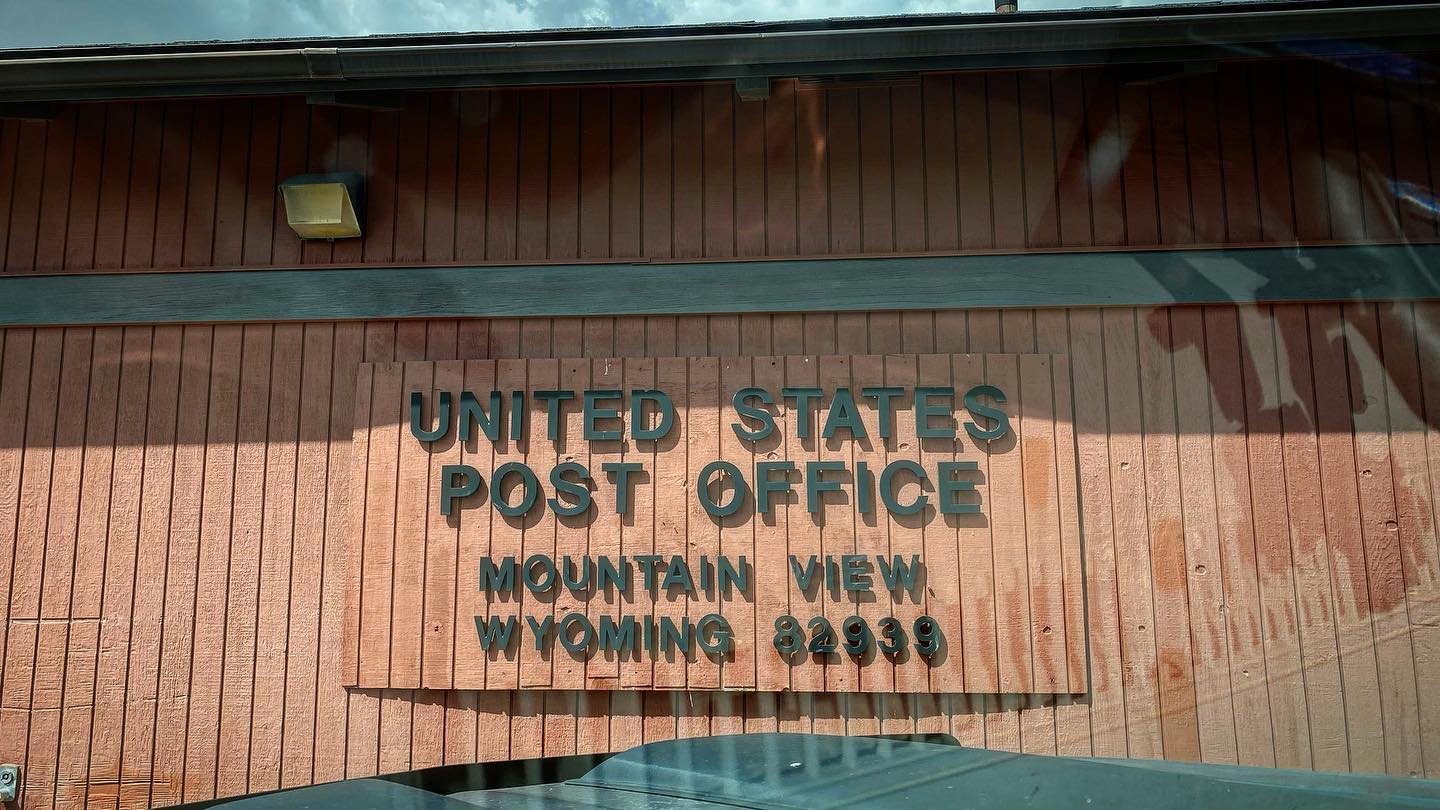 UNITED STATES
POST OFFICE
MOUNTAIN VIEW
WYOMING 82939